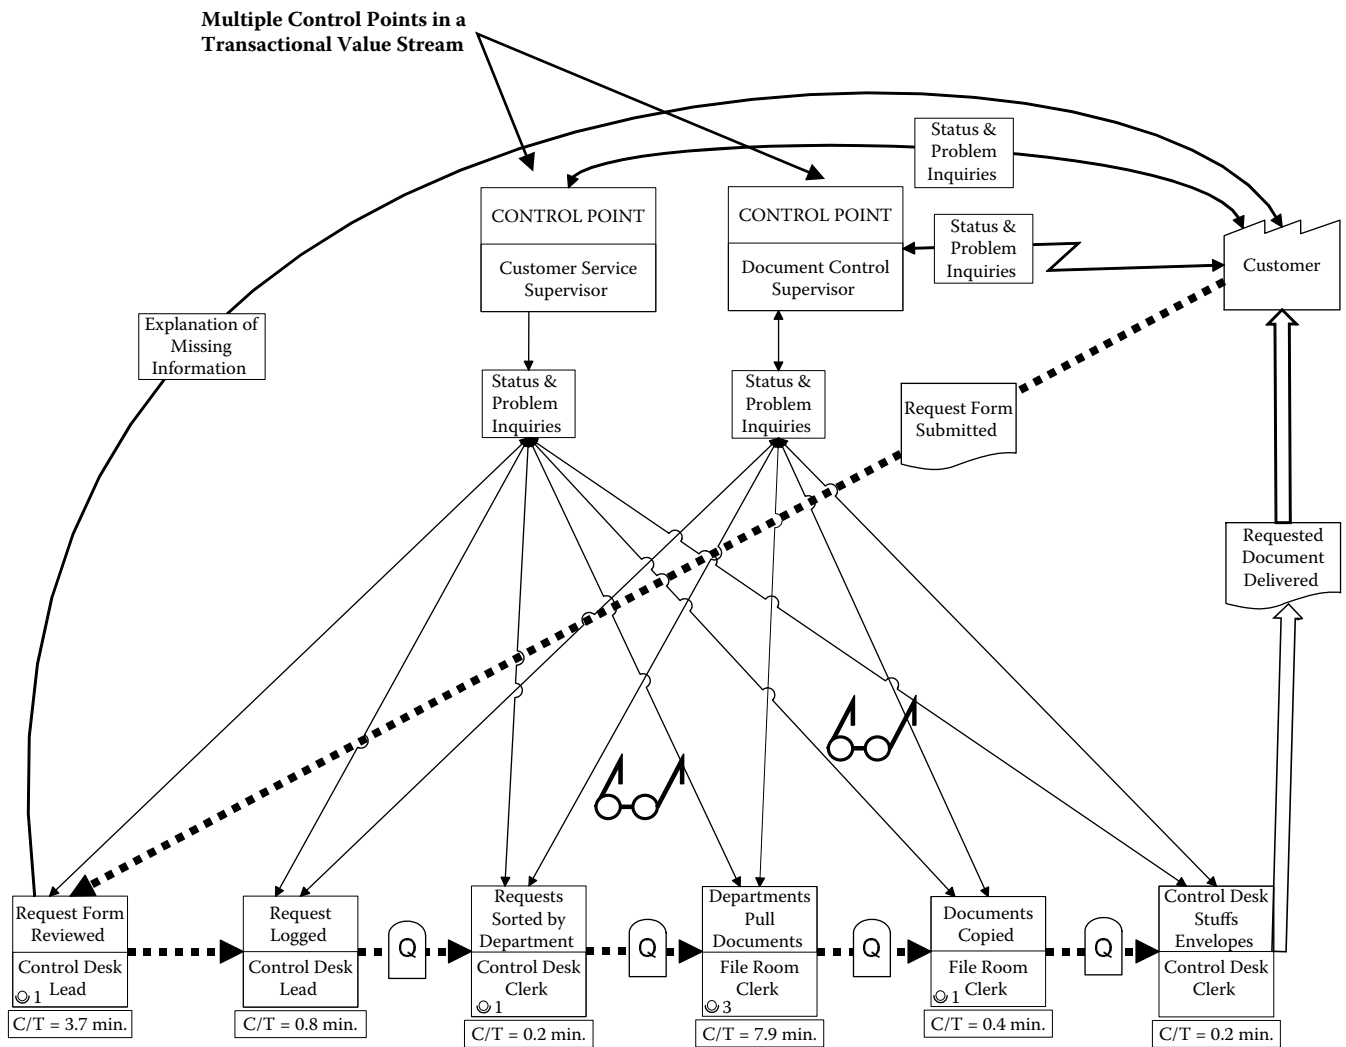 Multiple Control Points in a
Transactional Value Stream
Status &
Problem
Inquiries
CONTROL POINT
Customer Service
Supervisor
CONTROL POINT
Document Control
Supervisor
Status &
Problem
Inquiries
Customer
Explanation of
Missing
Information
Status &
Problem
Inquiries
Status &
Problem
Inquiries
Request Form
Submitted
Requested
Document
Delivered
Request Form
Reviewed
Control Desk
Lead
1
C/T = 3.7 min.
Request
Logged
Control Desk
Lead
C/T = 0.8 min.
Q
Requests
Sorted by
Department
Control Desk
Clerk
1
C/T = 0.2 min.
Q
Departments
Pull
Documents
File Room
Clerk
3
C/T = 7.9 min.
Q
Documents
Copied
File Room
Clerk
1
C/T = 0.4 min.
Q
Control Desk
Stuffs
Envelopes
Control Desk
Clerk
C/T = 0.2 min.